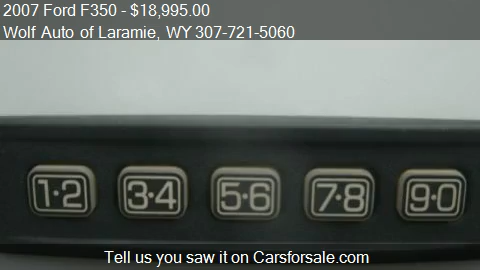 2007 Ford F350 - $18,995.00
Wolf Auto of Laramie, WY 307-721-5060
1•2 3•4 5•6 7•8 9•0
Tell us you saw it on Carsforsale.com